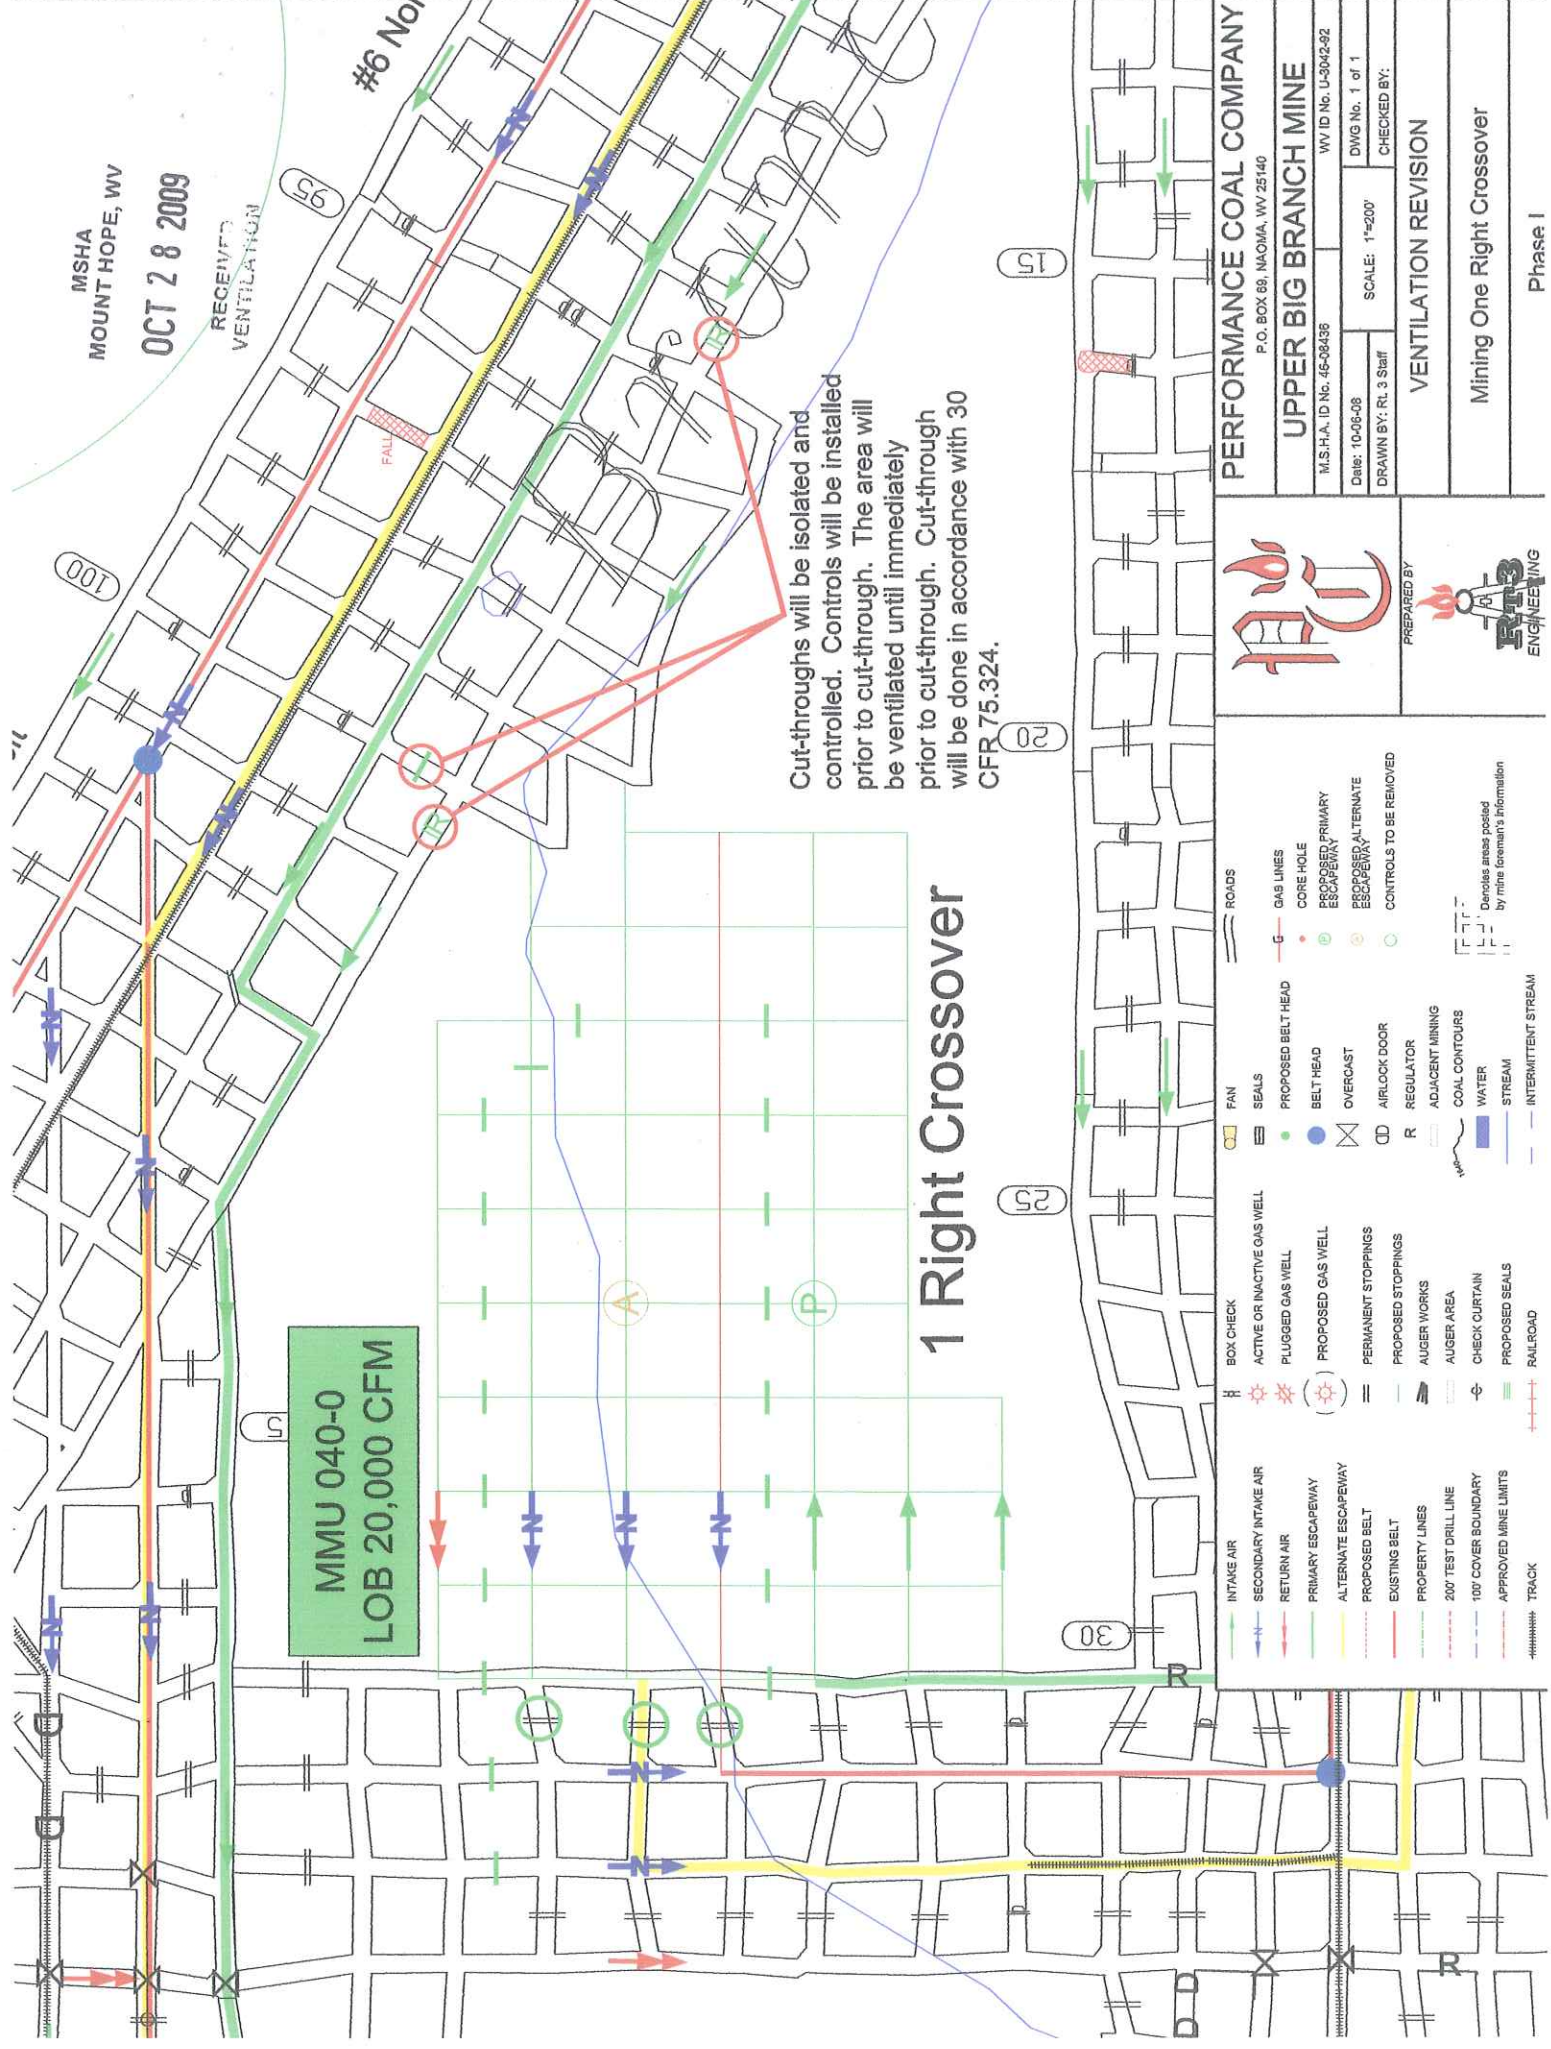 MSHA
MOUNT HOPE, WV
OCT 2 8 2009
RECEIVED
VENTILATION
#6 Nor
95
100
FALL
N
N
N
N
N
N
N
N
N
N
IR
IR
15
20
25
30
5
Cut-throughs will be isolated and
controlled. Controls will be installed
prior to cut-through. The area will
be ventilated until immediately
prior to cut-through. Cut-through
will be done in accordance with 30
CFR 75.324.
MMU 040-0
LOB 20,000 CFM
N
N
N
A
P
1 Right Crossover
N
N
R
R
D
D
D
D
INTAKE AIR
SECONDARY INTAKE AIR
RETURN AIR
PRIMARY ESCAPEWAY
ALTERNATE ESCAPEWAY
PROPOSED BELT
EXISTING BELT
PROPERTY LINES
200' TEST DRILL LINE
100' COVER BOUNDARY
APPROVED MINE LIMITS
TRACK
BOX CHECK
ACTIVE OR INACTIVE GAS WELL
PLUGGED GAS WELL
PROPOSED GAS WELL
PERMANENT STOPPINGS
PROPOSED STOPPINGS
AUGER WORKS
AUGER AREA
CHECK CURTAIN
PROPOSED SEALS
RAILROAD
FAN
SEALS
PROPOSED BELT HEAD
BELT HEAD
OVERCAST
AIRLOCK DOOR
R REGULATOR
ADJACENT MINING
COAL CONTOURS
WATER
STREAM
INTERMITTENT STREAM
ROADS
G GAS LINES
CORE HOLE
P PROPOSED PRIMARY
ESCAPEWAY
A PROPOSED ALTERNATE
ESCAPEWAY
CONTROLS TO BE REMOVED
Denotes areas posted
by mine foreman's information
PC
PREPARED BY
RT3
ENGINEERING
PERFORMANCE COAL COMPANY
P.O. BOX 69, NAOMA, WV 25140
UPPER BIG BRANCH MINE
M.S.H.A. ID No. 46-08436
WV ID No. U-3042-92
Date: 10-06-08
SCALE: 1"=200'
DWG No. 1 of 1
DRAWN BY: Rt. 3 Staff
CHECKED BY:
VENTILATION REVISION
Mining One Right Crossover
Phase I